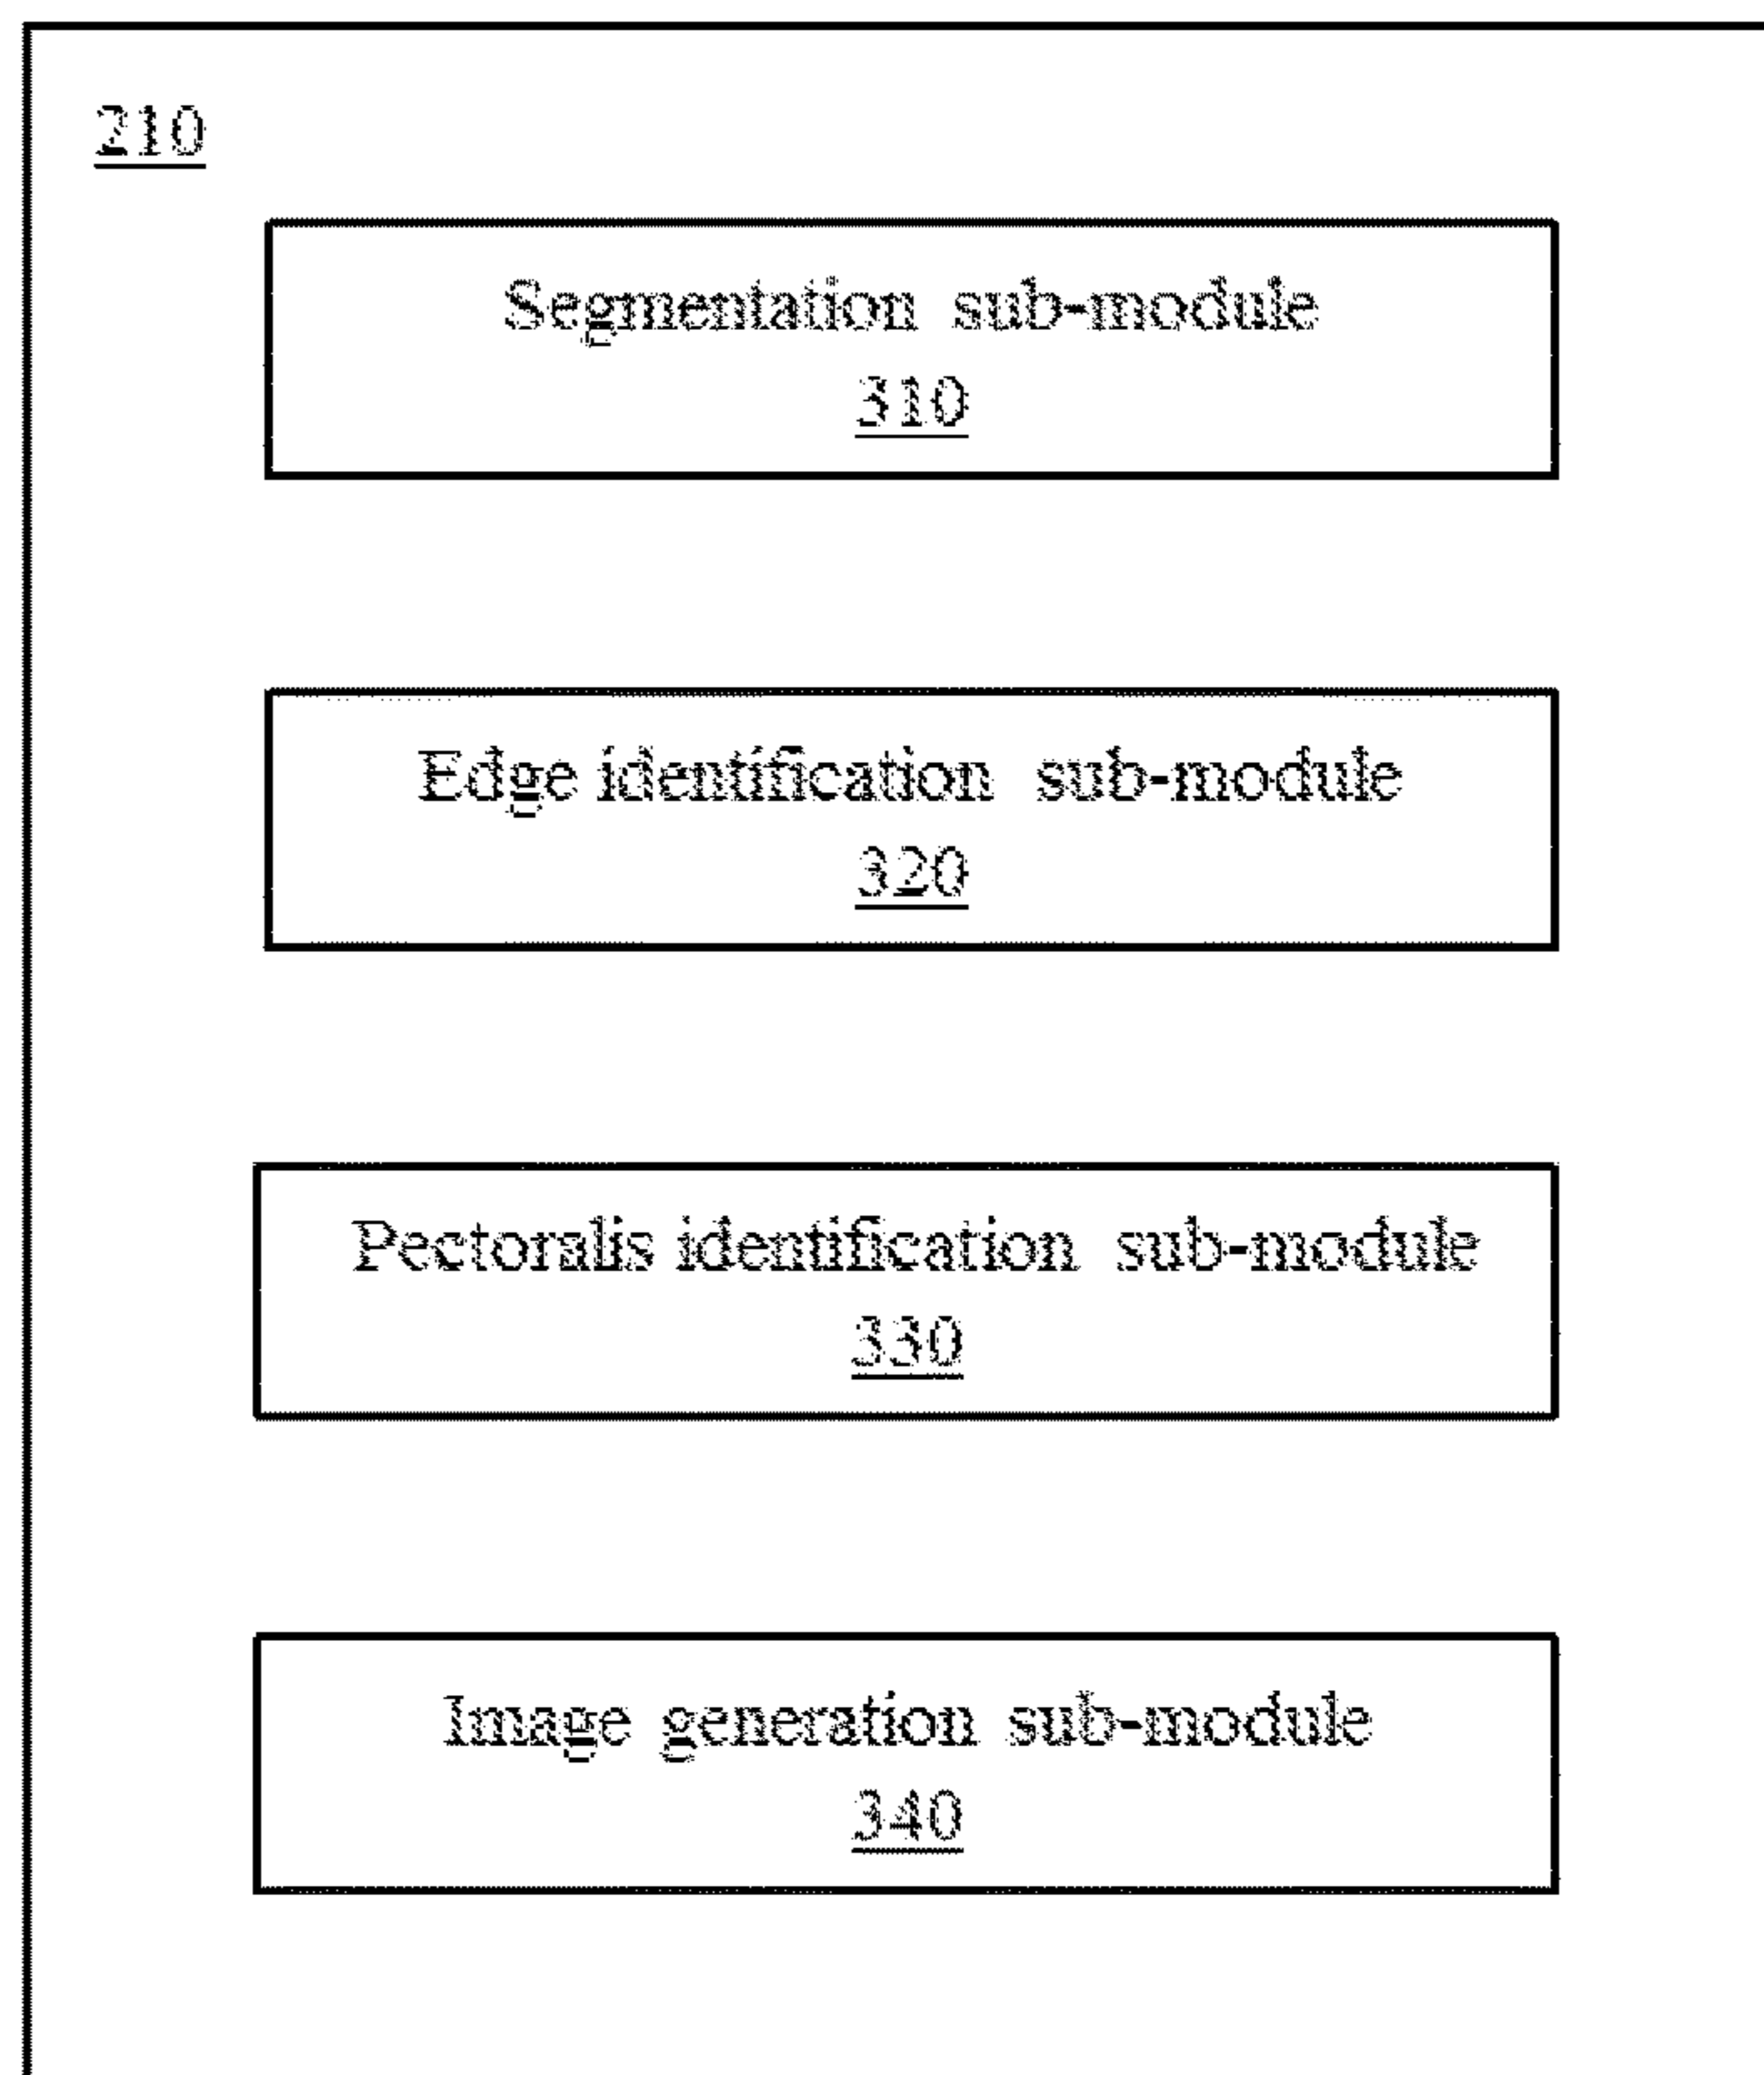 210
Segmentation sub-module
310
Edge identification sub-module
320
Pectoralis identification sub-module
330
Image generation sub-module
340